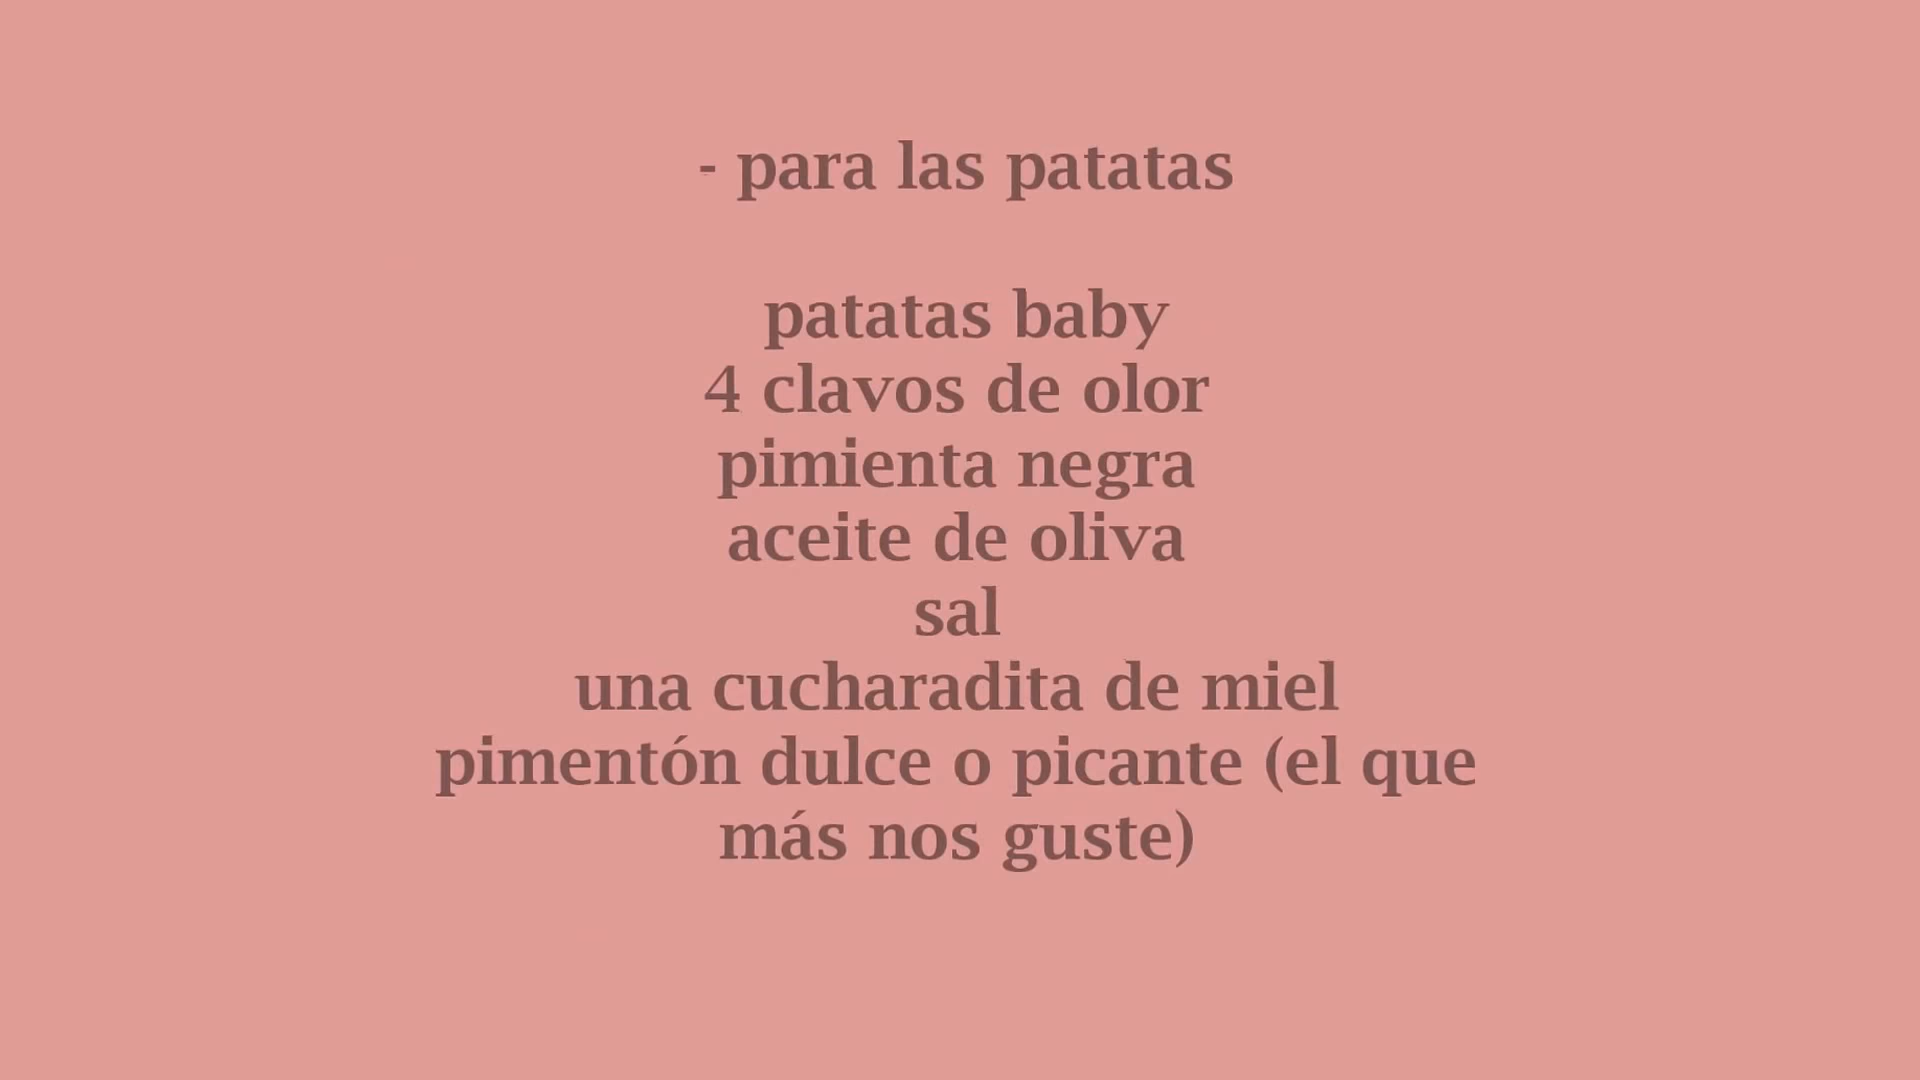 - para las patatas
patatas baby
4 clavos de olor
pimienta negra
aceite de oliva
sal
una cucharadita de miel
pimentón dulce o picante (el que
más nos guste)